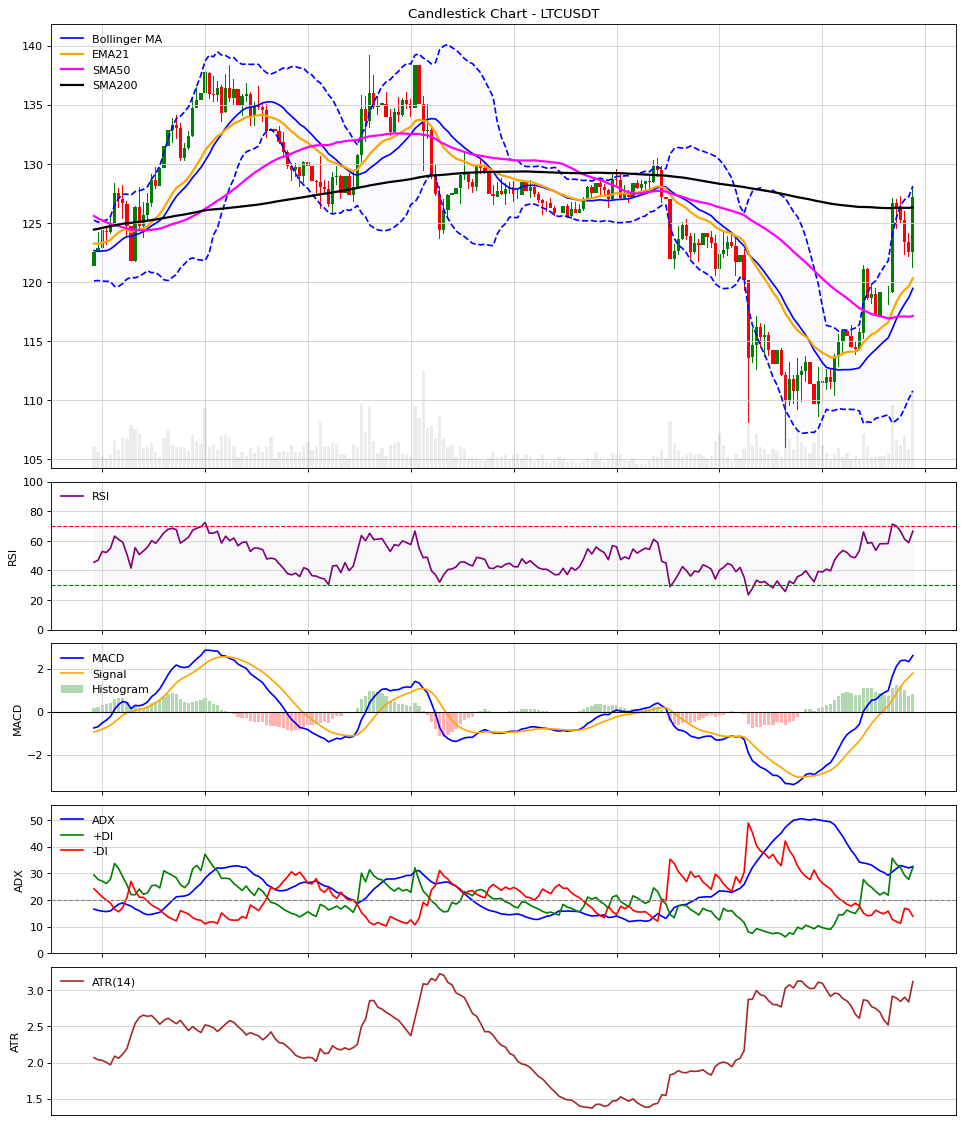 Candlestick Chart - LTCUSDT
Bollinger MA
EMA21
SMA50
SMA200
140
135
130
125
120
115
110
105
RSI
100
80
60
40
20
0
RSI
MACD
Signal
Histogram
2
0
−2
MACD
ADX
+DI
-DI
50
40
30
20
10
0
ADX
ATR(14)
3.0
2.5
2.0
1.5
ATR